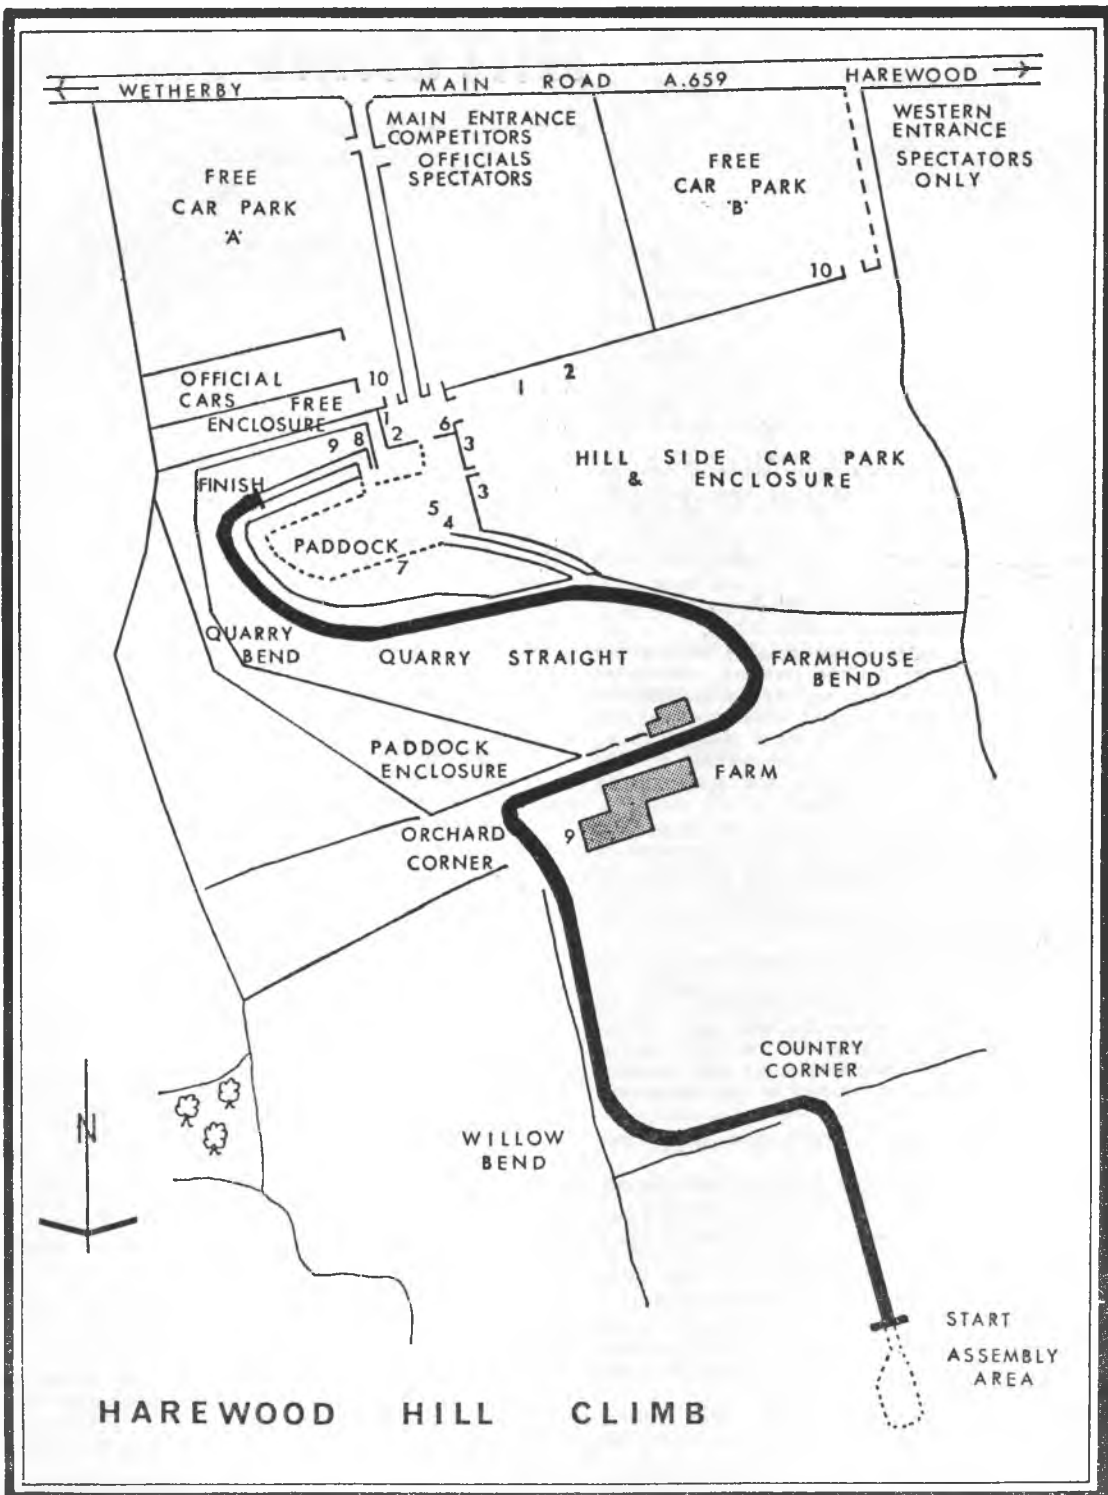 WETHERBY
MAIN ROAD A.659
HAREWOOD
MAIN ENTRANCE
COMPETITORS
OFFICIALS
SPECTATORS
WESTERN
ENTRANCE
SPECTATORS
ONLY
FREE
CAR PARK
'A'
FREE
CAR PARK
'B'
10
OFFICIAL
CARS
10
FREE
ENCLOSURE
1
2
1
2
6
3
3
8
9
HILL SIDE CAR PARK
& ENCLOSURE
FINISH
5
4
PADDOCK
7
QUARRY
BEND
QUARRY STRAIGHT
FARMHOUSE
BEND
PADDOCK
ENCLOSURE
FARM
9
ORCHARD
CORNER
COUNTRY
CORNER
N
WILLOW
BEND
START
ASSEMBLY
AREA
HAREWOOD HILL CLIMB